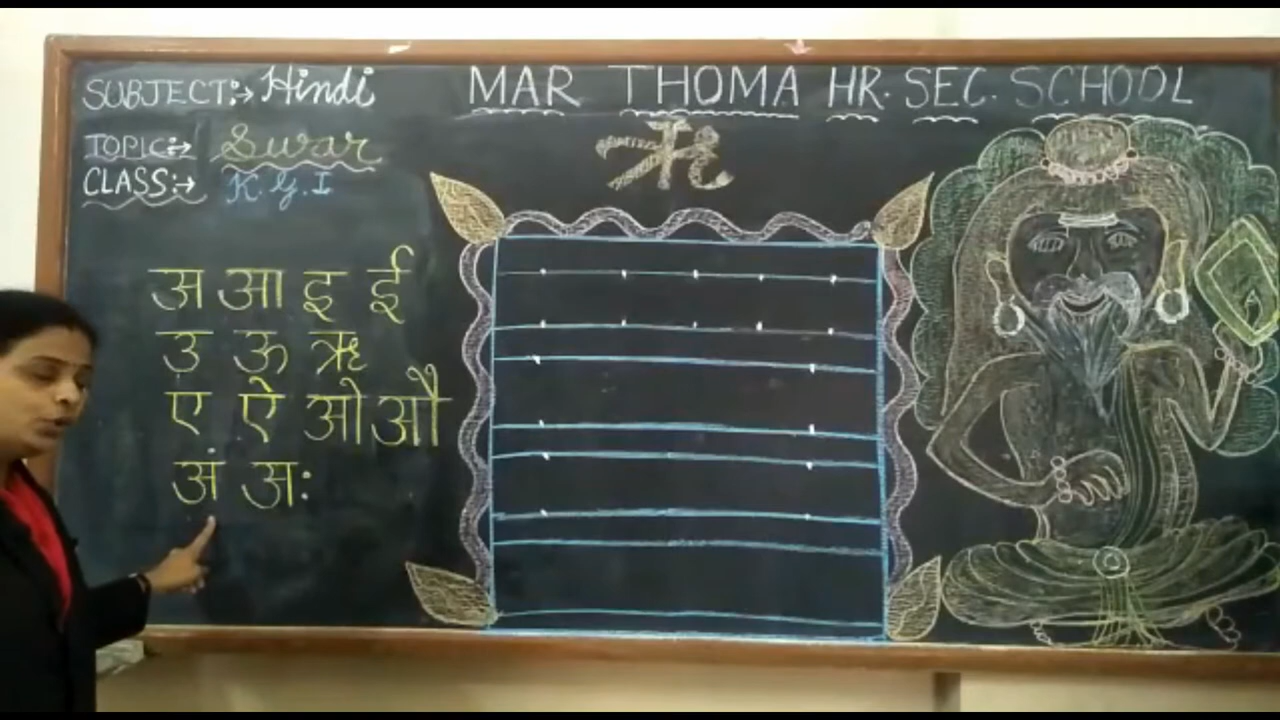 SUBJECT:→ Hindi
MAR THOMA HR. SEC. SCHOOL
TOPIC:→ Swar
CLASS:→ K.G.I
ऋ
अ आ इ ई
उ ऊ ऋ
ए ऐ ओ औ
अं अः